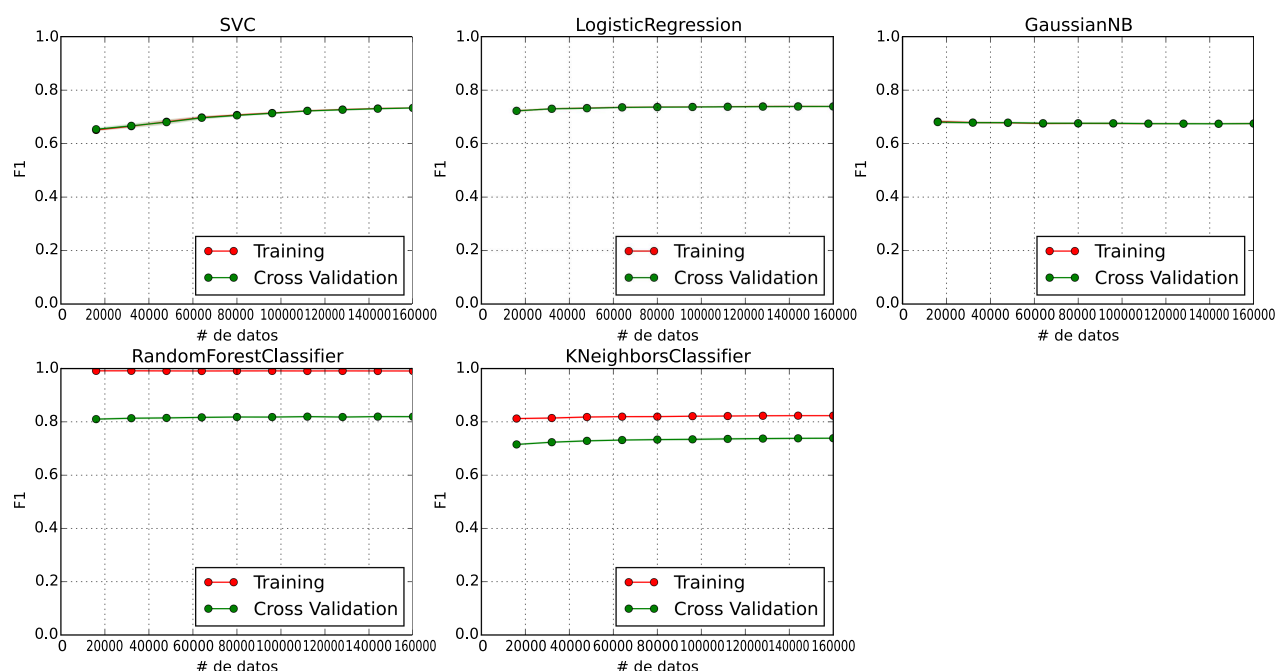 SVC
1.0
0.8
0.6
0.4
0.2
0.0
F1
Training
Cross Validation
0 20000 40000 60000 80000 100000 120000 140000 160000
# de datos
LogisticRegression
1.0
0.8
0.6
0.4
0.2
0.0
F1
Training
Cross Validation
0 20000 40000 60000 80000 100000 120000 140000 160000
# de datos
GaussianNB
1.0
0.8
0.6
0.4
0.2
0.0
F1
Training
Cross Validation
0 20000 40000 60000 80000 100000 120000 140000 160000
# de datos
RandomForestClassifier
1.0
0.8
0.6
0.4
0.2
0.0
F1
Training
Cross Validation
0 20000 40000 60000 80000 100000 120000 140000 160000
# de datos
KNeighborsClassifier
1.0
0.8
0.6
0.4
0.2
0.0
F1
Training
Cross Validation
0 20000 40000 60000 80000 100000 120000 140000 160000
# de datos